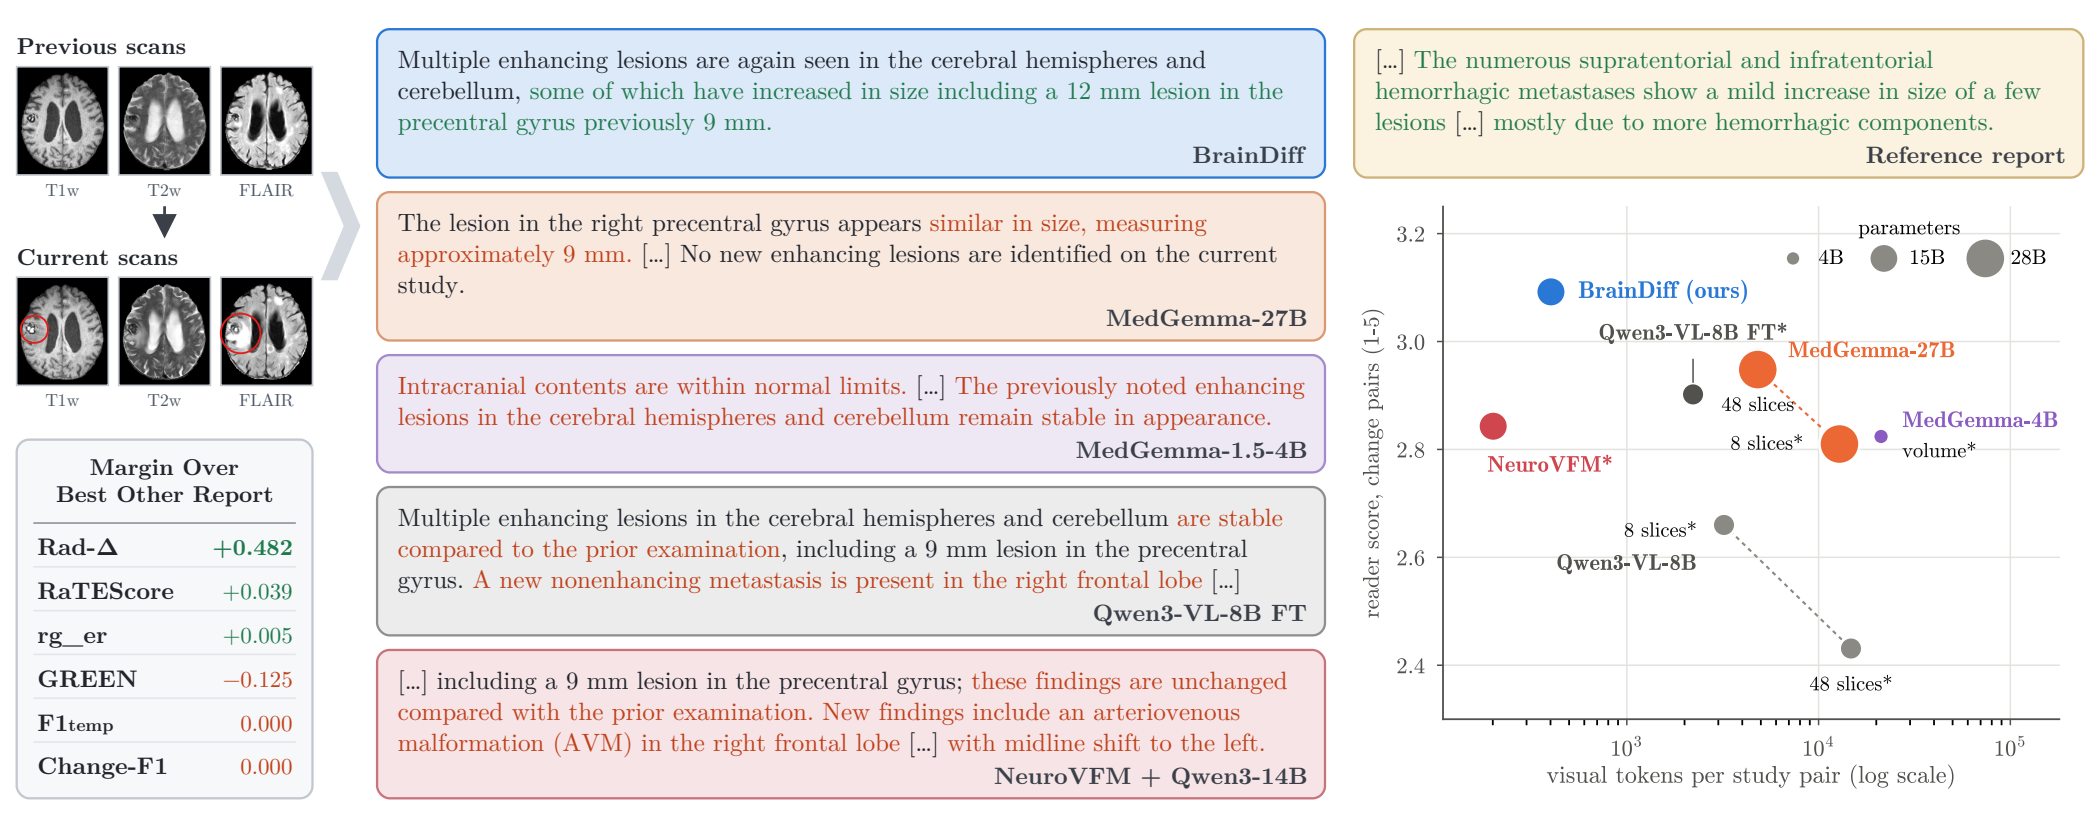 Previous scans
T1w
T2w
FLAIR
Current scans
T1w
T2w
FLAIR
Margin Over
Best Other Report
Rad-Δ +0.482
RaTEScore +0.039
rg_er +0.005
GREEN −0.125
F1temp 0.000
Change-F1 0.000
Multiple enhancing lesions are again seen in the cerebral hemispheres and
cerebellum, some of which have increased in size including a 12 mm lesion in the
precentral gyrus previously 9 mm.
BrainDiff
The lesion in the right precentral gyrus appears similar in size, measuring
approximately 9 mm. [...] No new enhancing lesions are identified on the current
study.
MedGemma-27B
Intracranial contents are within normal limits. [...] The previously noted enhancing
lesions in the cerebral hemispheres and cerebellum remain stable in appearance.
MedGemma-1.5-4B
Multiple enhancing lesions in the cerebral hemispheres and cerebellum are stable
compared to the prior examination, including a 9 mm lesion in the precentral
gyrus. A new nonenhancing metastasis is present in the right frontal lobe [...]
Qwen3-VL-8B FT
[...] including a 9 mm lesion in the precentral gyrus; these findings are unchanged
compared with the prior examination. New findings include an arteriovenous
malformation (AVM) in the right frontal lobe [...] with midline shift to the left.
NeuroVFM + Qwen3-14B
[...] The numerous supratentorial and infratentorial
hemorrhagic metastases show a mild increase in size of a few
lesions [...] mostly due to more hemorrhagic components.
Reference report
reader score, change pairs (1-5)
3.2
3.0
2.8
2.6
2.4
parameters
4B
15B
28B
BrainDiff (ours)
Qwen3-VL-8B FT*
MedGemma-27B
48 slices
8 slices*
MedGemma-4B
volume*
NeuroVFM*
8 slices*
Qwen3-VL-8B
48 slices*
10³
10⁴
10⁵
visual tokens per study pair (log scale)